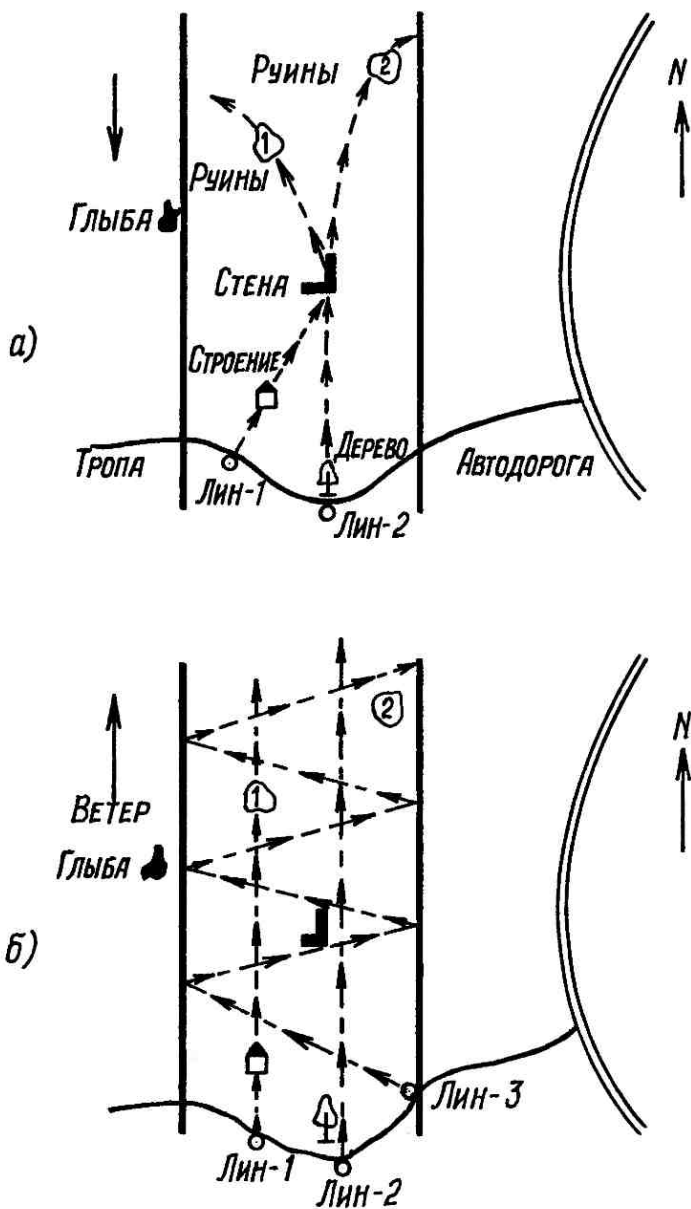 Руины
2
N
1
Руины
Глыба
Стена
а)
Строение
Дерево
Тропа
Автодорога
Лин-1
Лин-2
2
N
1
Ветер
Глыба
б)
Лин-3
Лин-1
Лин-2